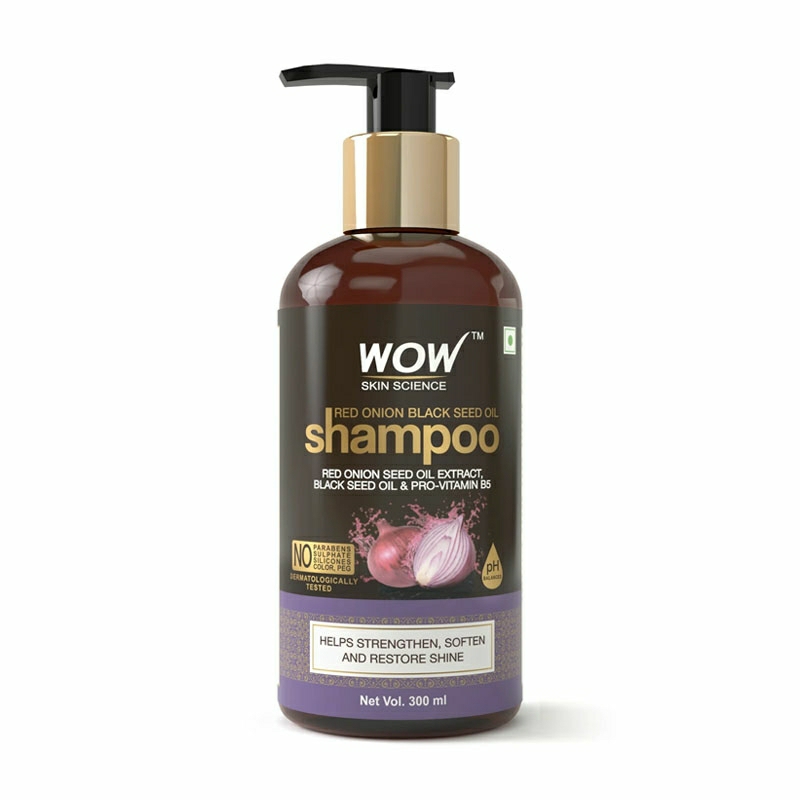 WOW™
SKIN SCIENCE
RED ONION BLACK SEED OIL
shampoo
RED ONION SEED OIL EXTRACT,
BLACK SEED OIL & PRO-VITAMIN B5
NO
PARABENS
SULPHATE
SILICONES
COLOR, PEG
DERMATOLOGICALLY
TESTED
pH
BALANCED
HELPS STRENGTHEN, SOFTEN
AND RESTORE SHINE
Net Vol. 300 ml